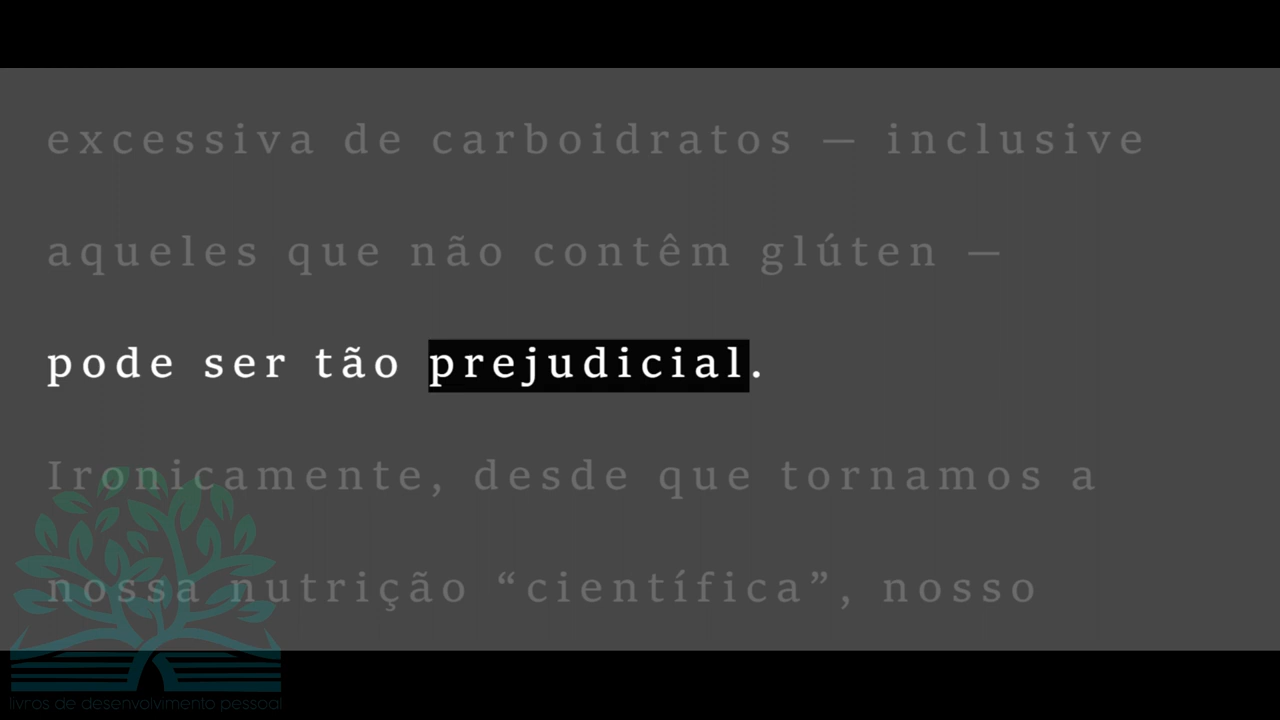 excessiva de carboidratos — inclusive
aqueles que não contêm glúten —
pode ser tão prejudicial.
Ironicamente, desde que tornamos a
nossa nutrição “científica”, nosso
livros de desenvolvimento pessoal